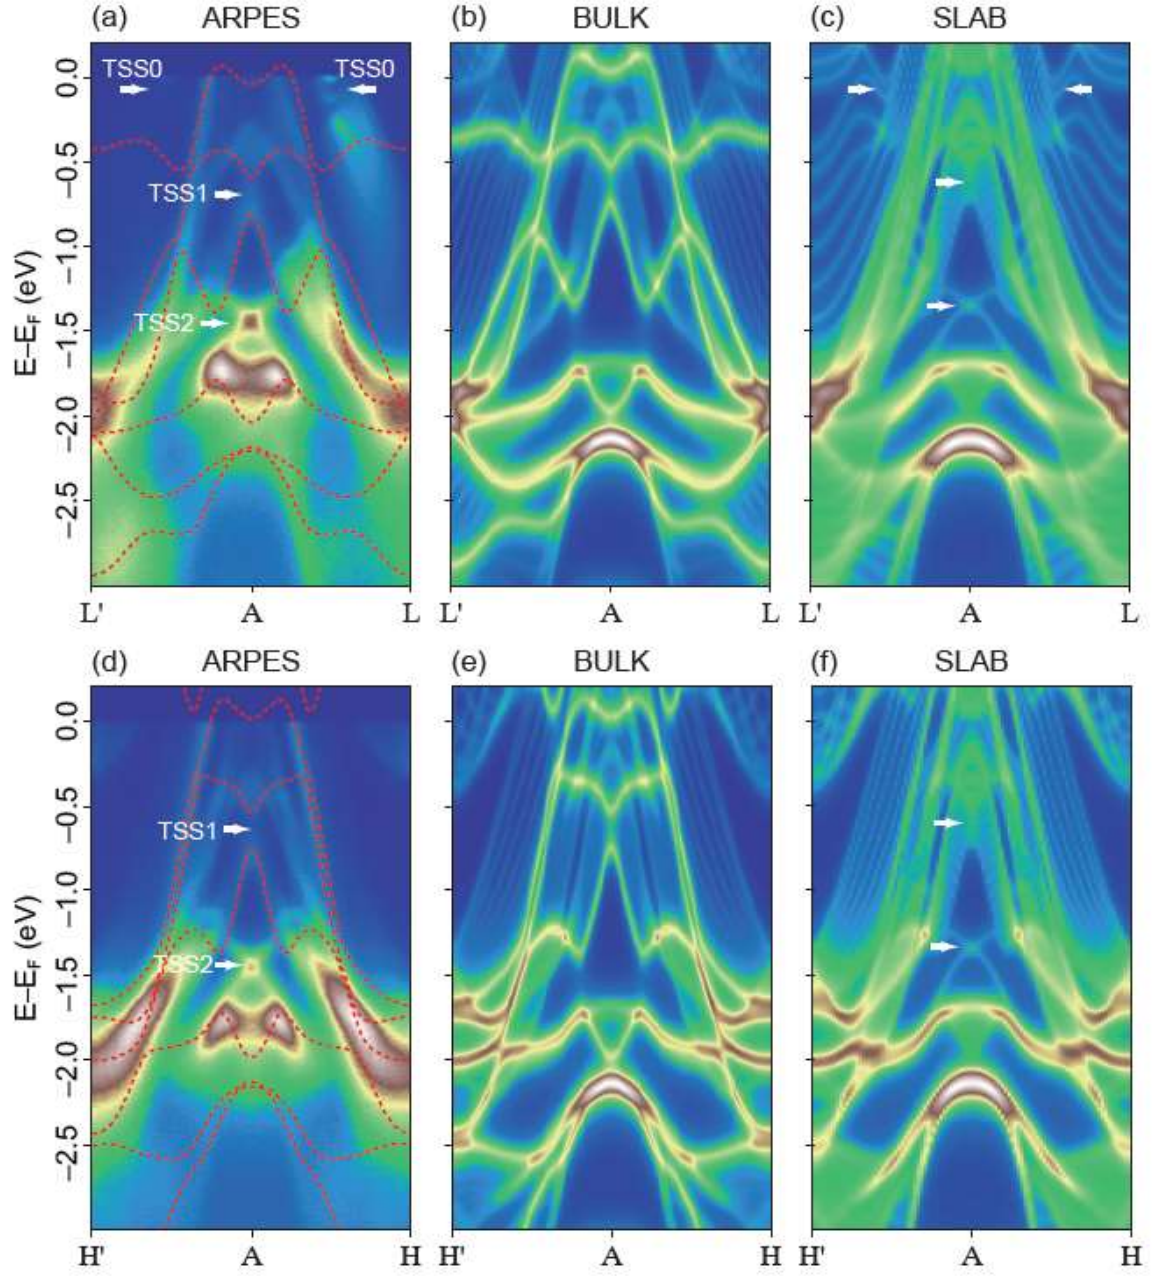 (a) ARPES (b) BULK (c) SLAB
TSS0 TSS0
TSS1
TSS2
E−E_F (eV)
0.0
−0.5
−1.0
−1.5
−2.0
−2.5
L' A L L' A L L' A L
(d) ARPES (e) BULK (f) SLAB
TSS1
TSS2
E−E_F (eV)
0.0
−0.5
−1.0
−1.5
−2.0
−2.5
H' A H H' A H H' A H